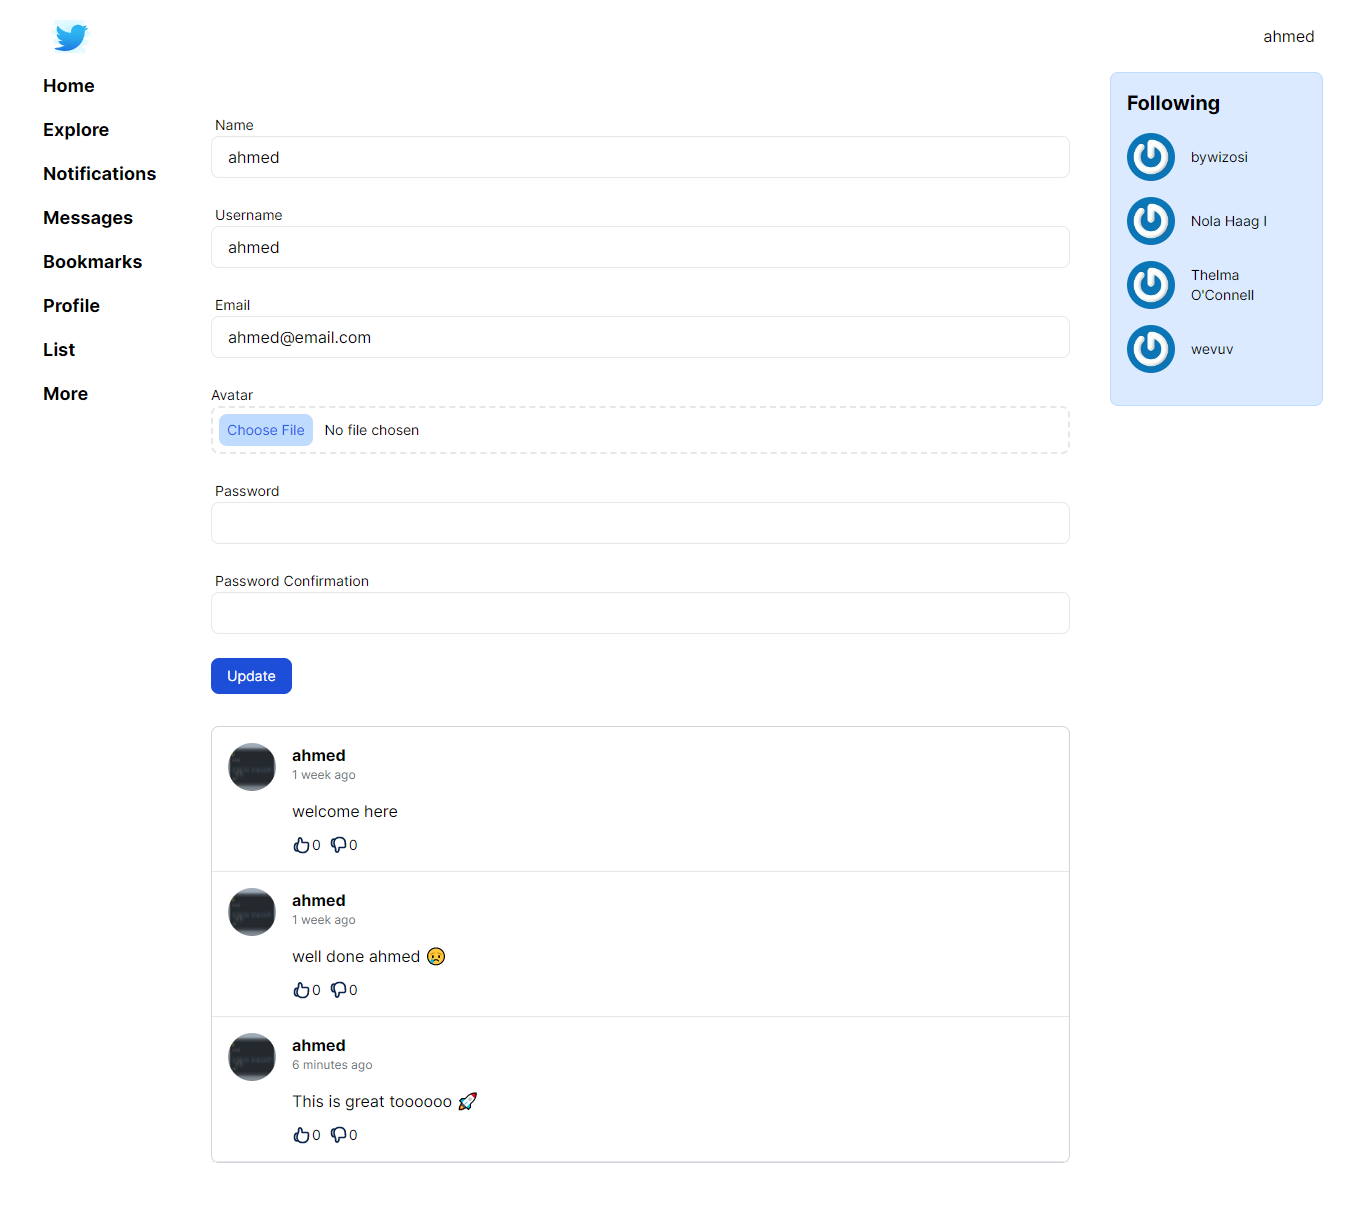 ahmed
Home
Explore
Notifications
Messages
Bookmarks
Profile
List
More
Name
ahmed
Username
ahmed
Email
ahmed@email.com
Avatar
Choose File No file chosen
Password
Password Confirmation
Update
ahmed
1 week ago
welcome here
0 0
ahmed
1 week ago
well done ahmed 😥
0 0
ahmed
6 minutes ago
This is great toooooo 🚀
0 0
Following
bywizosi
Nola Haag I
Thelma
O'Connell
wevuv